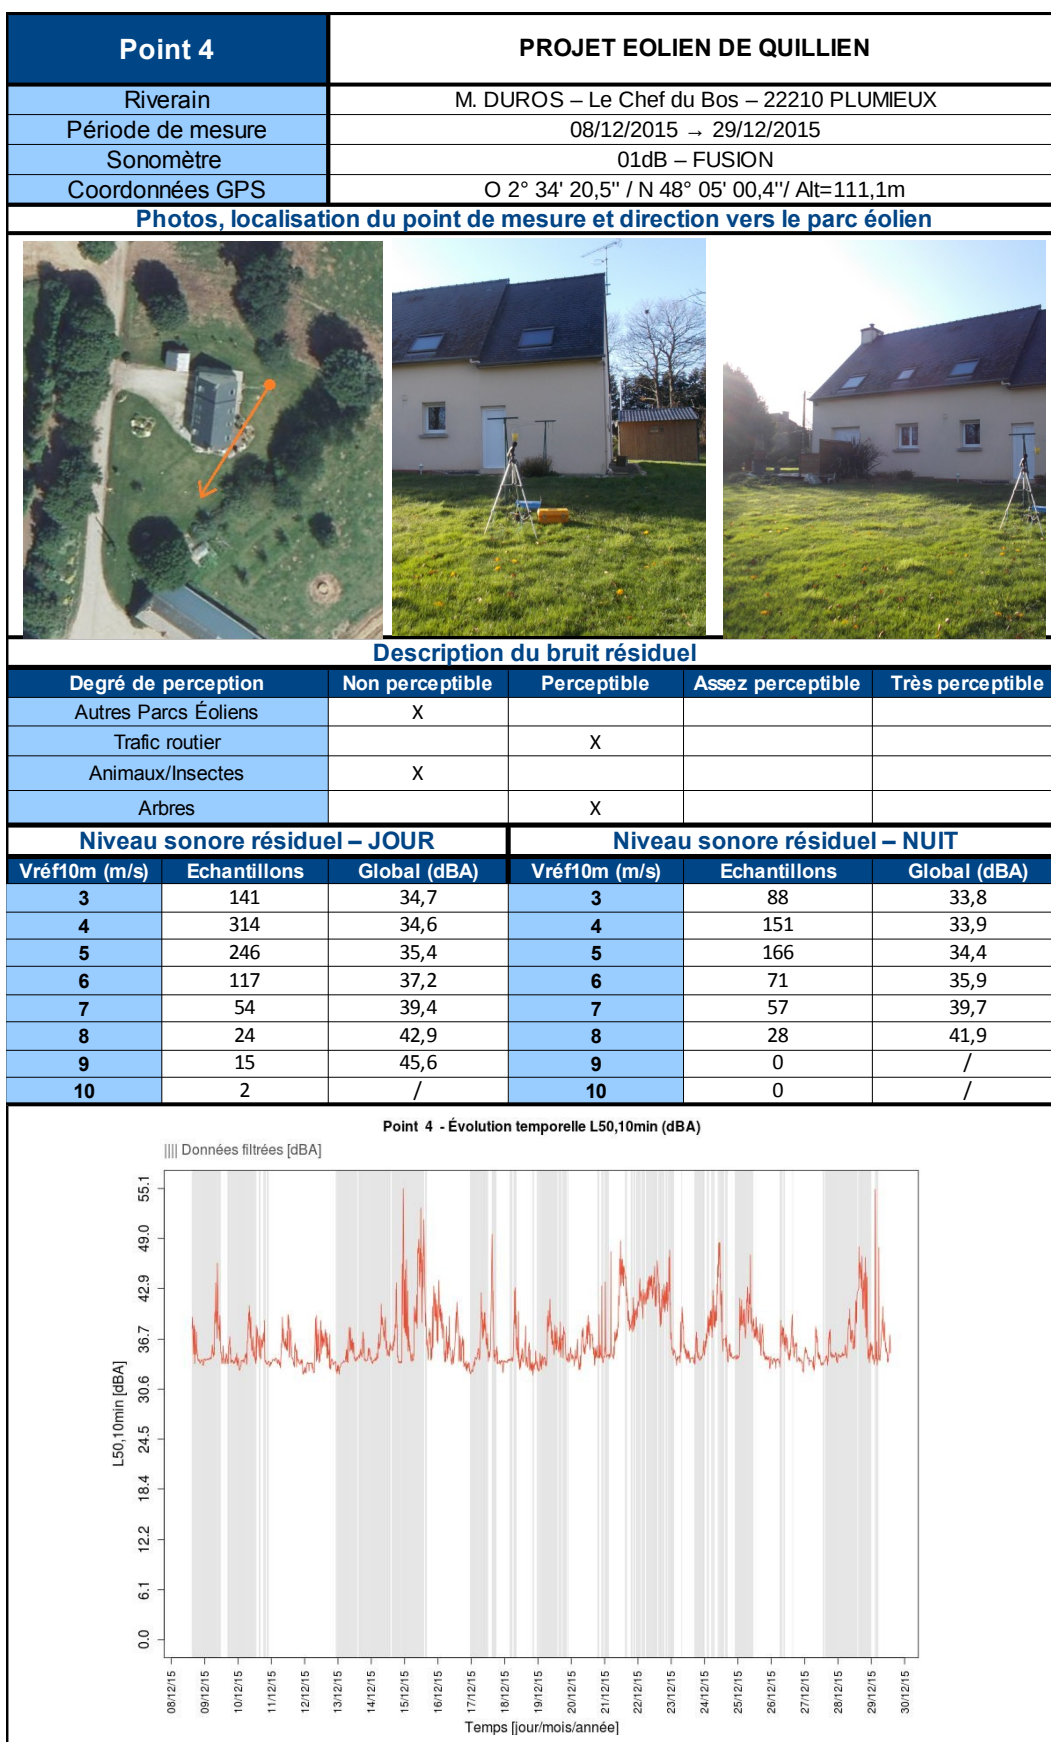 Point 4 PROJET EOLIEN DE QUILLIEN
Riverain M. DUROS – Le Chef du Bos – 22210 PLUMIEUX
Période de mesure 08/12/2015 → 29/12/2015
Sonomètre 01dB – FUSION
Coordonnées GPS O 2° 34' 20,5'' / N 48° 05' 00,4''/ Alt=111,1m
Photos, localisation du point de mesure et direction vers le parc éolien
Description du bruit résiduel
Degré de perception Non perceptible Perceptible Assez perceptible Très perceptible
Autres Parcs Éoliens X
Trafic routier X
Animaux/Insectes X
Arbres X
Niveau sonore résiduel – JOUR Niveau sonore résiduel – NUIT
Vréf10m (m/s) Echantillons Global (dBA) Vréf10m (m/s) Echantillons Global (dBA)
3 141 34,7 3 88 33,8
4 314 34,6 4 151 33,9
5 246 35,4 5 166 34,4
6 117 37,2 6 71 35,9
7 54 39,4 7 57 39,7
8 24 42,9 8 28 41,9
9 15 45,6 9 0 /
10 2 / 10 0 /
Point 4 - Évolution temporelle L50,10min (dBA)
|||| Données filtrées [dBA]
55.1
49.0
42.9
36.7
30.6
24.5
18.4
12.2
6.1
0.0
L50,10min [dBA]
08/12/15 09/12/15 10/12/15 11/12/15 12/12/15 13/12/15 14/12/15 15/12/15 16/12/15 17/12/15 18/12/15 19/12/15 20/12/15 21/12/15 22/12/15 23/12/15 24/12/15 25/12/15 26/12/15 27/12/15 28/12/15 29/12/15 30/12/15
Temps [jour/mois/année]